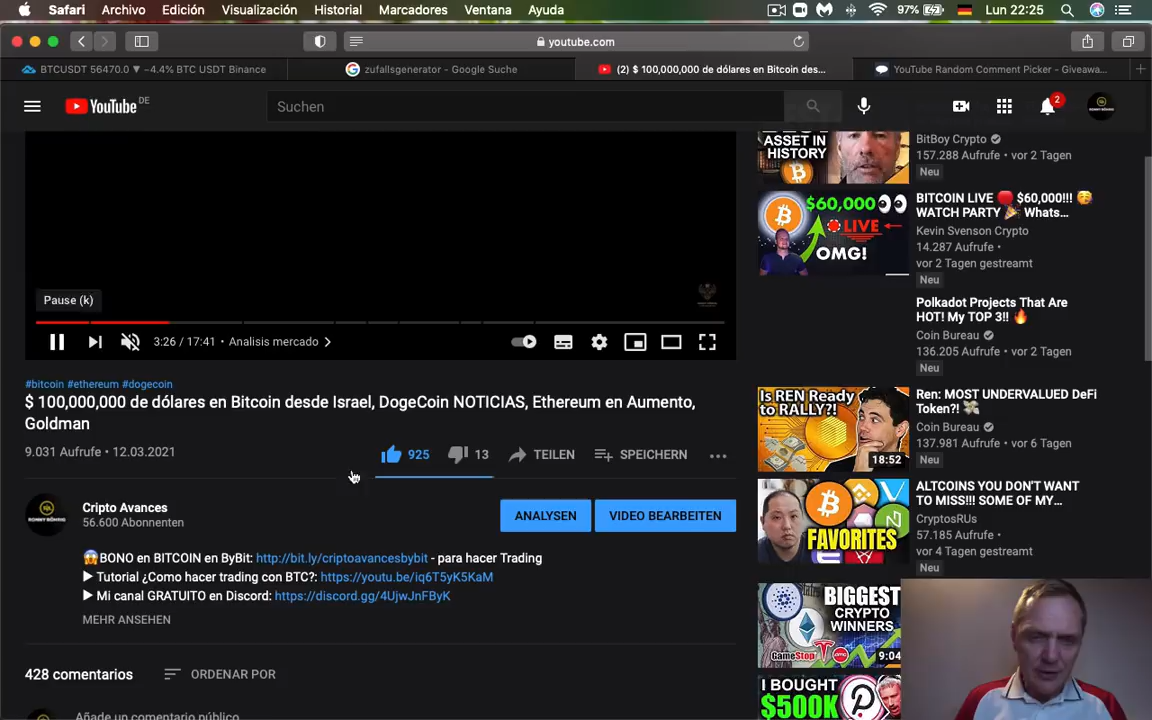 Safari Archivo Edición Visualización Historial Marcadores Ventana Ayuda 97% Lun 22:25
youtube.com
BTCUSDT 56470.0 ▼ −4.4% BTC USDT Binance
zufallsgenerator - Google Suche
(2) $ 100,000,000 de dólares en Bitcoin des...
YouTube Random Comment Picker - Giveawa...
YouTube DE
Suchen
2
Pause (k)
3:26 / 17:41 • Analisis mercado
#bitcoin #ethereum #dogecoin
$ 100,000,000 de dólares en Bitcoin desde Israel, DogeCoin NOTICIAS, Ethereum en Aumento,
Goldman
9.031 Aufrufe • 12.03.2021
925 13 TEILEN SPEICHERN
Cripto Avances
56.600 Abonnenten
ANALYSEN
VIDEO BEARBEITEN
😱BONO en BITCOIN en ByBit: http://bit.ly/criptoavancesbybit - para hacer Trading
▶ Tutorial ¿Como hacer trading con BTC?: https://youtu.be/iq6T5yK5KaM
▶ Mi canal GRATUITO en Discord: https://discord.gg/4UjwJnFByK
MEHR ANSEHEN
428 comentarios
ORDENAR POR
Añade un comentario público
ASSET IN
HISTORY
BitBoy Crypto
157.288 Aufrufe • vor 2 Tagen
Neu
$60,000
LIVE
OMG!
BITCOIN LIVE 🔴 $60,000!!! 🥳
WATCH PARTY 🎉 Whats...
Kevin Svenson Crypto
14.287 Aufrufe •
vor 2 Tagen gestreamt
Neu
Polkadot Projects That Are
HOT! My TOP 3!! 🔥
Coin Bureau
136.205 Aufrufe • vor 2 Tagen
Neu
Is REN Ready
to RALLY?!
18:52
Ren: MOST UNDERVALUED DeFi
Token?! 💸
Coin Bureau
137.981 Aufrufe • vor 6 Tagen
Neu
FAVORITES
ALTCOINS YOU DON'T WANT
TO MISS!!! SOME OF MY...
CryptosRUs
57.185 Aufrufe •
vor 4 Tagen gestreamt
Neu
BIGGEST
CRYPTO
WINNERS
GameStop
9:04
I BOUGHT
$500K